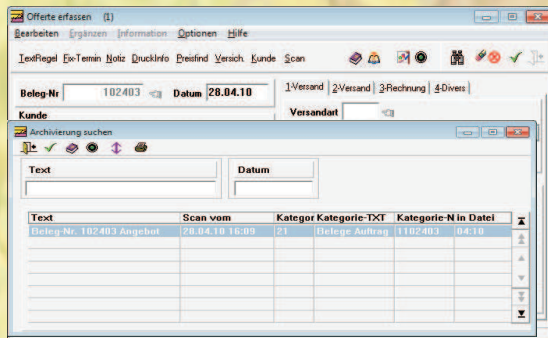 Offerte erfassen (1)
Bearbeiten Ergänzen Information Optionen Hilfe
TextRegel Fix-Termin Notiz DruckInfo Preisfind Versich. Kunde Scan
Beleg-Nr 102403 Datum 28.04.10
1-Versand 2-Versand 3-Rechnung 4-Divers
Kunde
Versandart
Archivierung suchen
Text Datum
Text Scan vom Kategor Kategorie-TXT Kategorie-N in Datei
Beleg-Nr. 102403 Angebot 28.04.10 16:09 21 Belege Auftrag 1102403 04:10